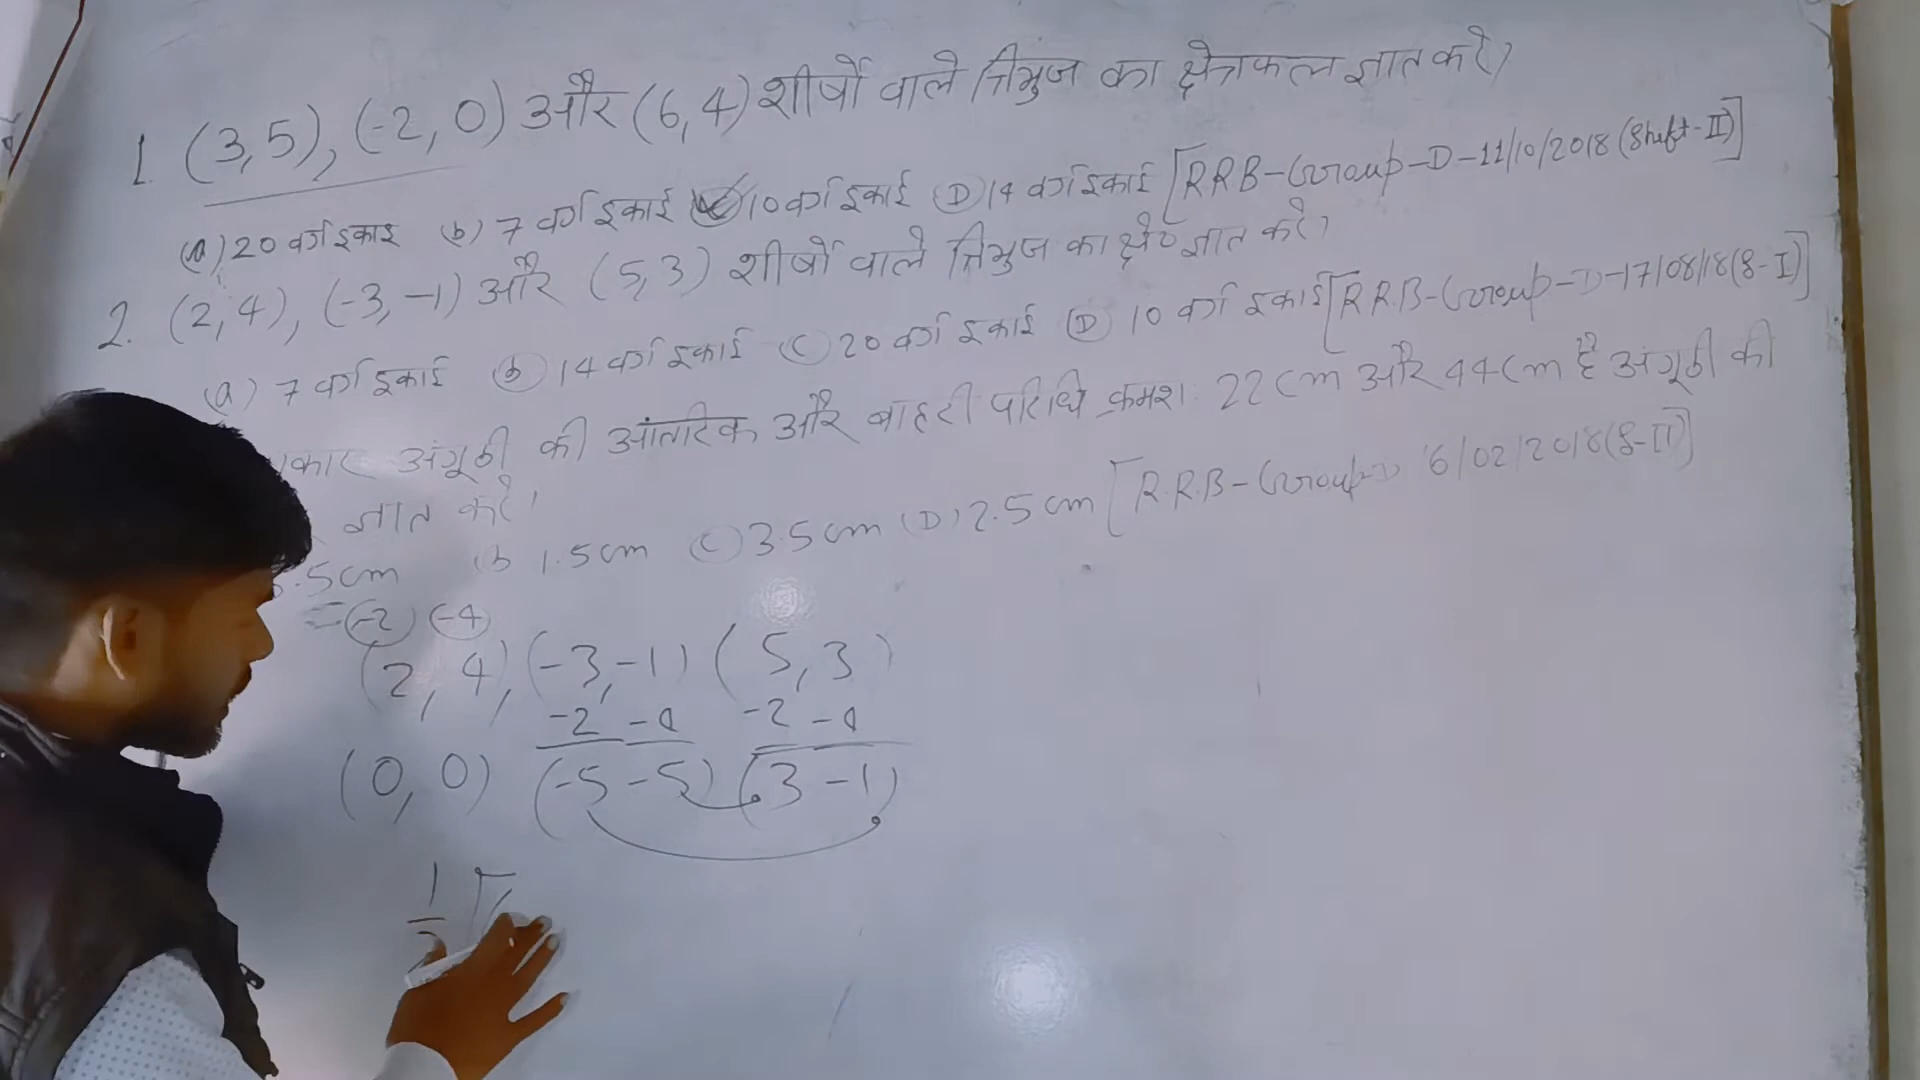 1. (3,5), (-2, 0) और (6,4) शीर्षो वाले त्रिभुज का क्षेत्रफल ज्ञात करे?
(a) 20 वर्ग इकाइ (b) 7 वर्ग इकाई 10 वर्ग इकाई (D) 14 वर्ग इकाई [RRB-Group-D-11/10/2018 (Shift-II)]
2. (2,4), (-3, -1) और (5,3) शीर्षो वाले त्रिभुज का क्षे० ज्ञात करे?
(a) 7 वर्ग इकाई (b) 14 वर्ग इकाई (C) 20 वर्ग इकाई (D) 10 वर्ग इकाई [R.R.B-Group-D-17/08/18(S-I)]
कार अंगूठी की आंतरिक और बाहरी परिधि क्रमश: 22 Cm और 44 Cm है अंगूठी की
ज्ञात करे।
.5 cm (b 1.5 cm (C) 3.5 cm (D) 2.5 cm [R.R.B-Group-D 6/02/2018(S-II)]
= (-2) (-4
(2, 4), (-3, -1) (5, 3)
-2 -4 -2 -4
(0, 0) (-5 -5) (3 -1)
1